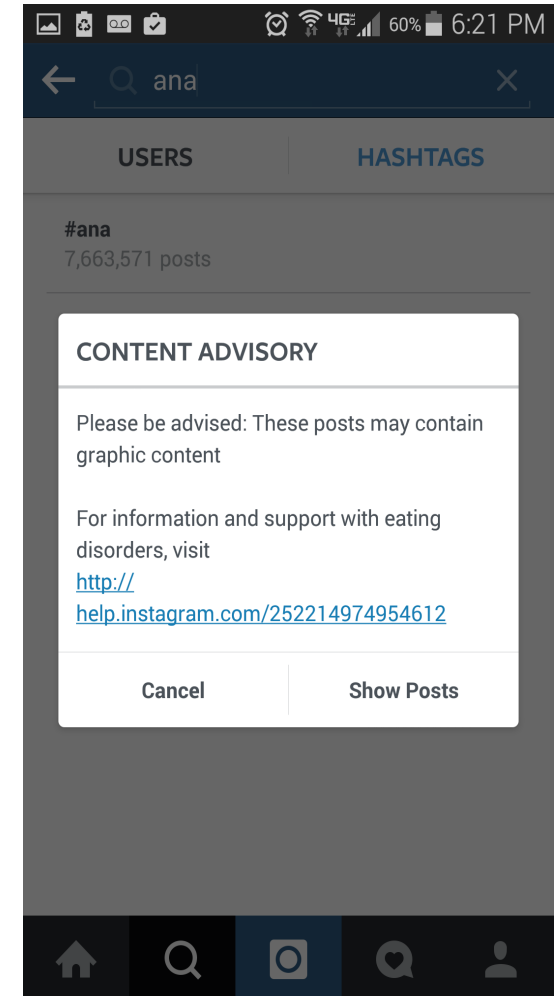 4G 60% 6:21 PM
ana
USERS HASHTAGS
#ana
7,663,571 posts
CONTENT ADVISORY
Please be advised: These posts may contain
graphic content
For information and support with eating
disorders, visit
http://
help.instagram.com/252214974954612
Cancel Show Posts